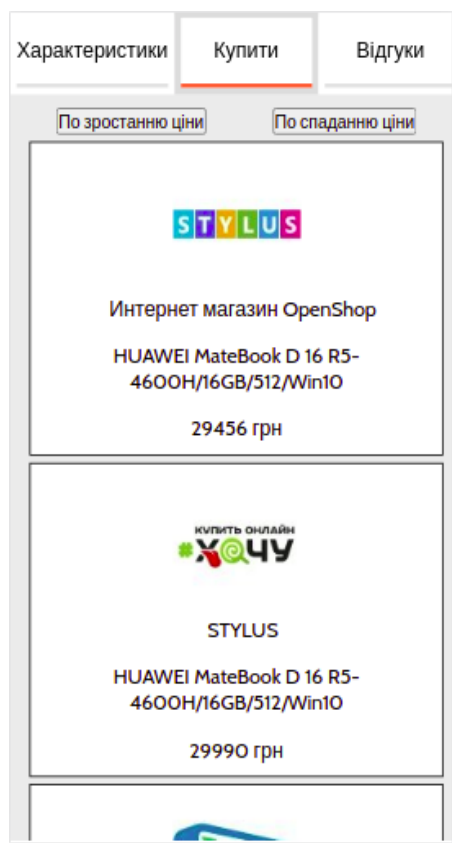 Характеристики
Купити
Відгуки
По зростанню ціни
По спаданню ціни
STYLUS
Интернет магазин OpenShop
HUAWEI MateBook D 16 R5-
4600H/16GB/512/Win10
29456 грн
КУПИТЬ ОНЛАЙН
#ХОЧУ
STYLUS
HUAWEI MateBook D 16 R5-
4600H/16GB/512/Win10
29990 грн